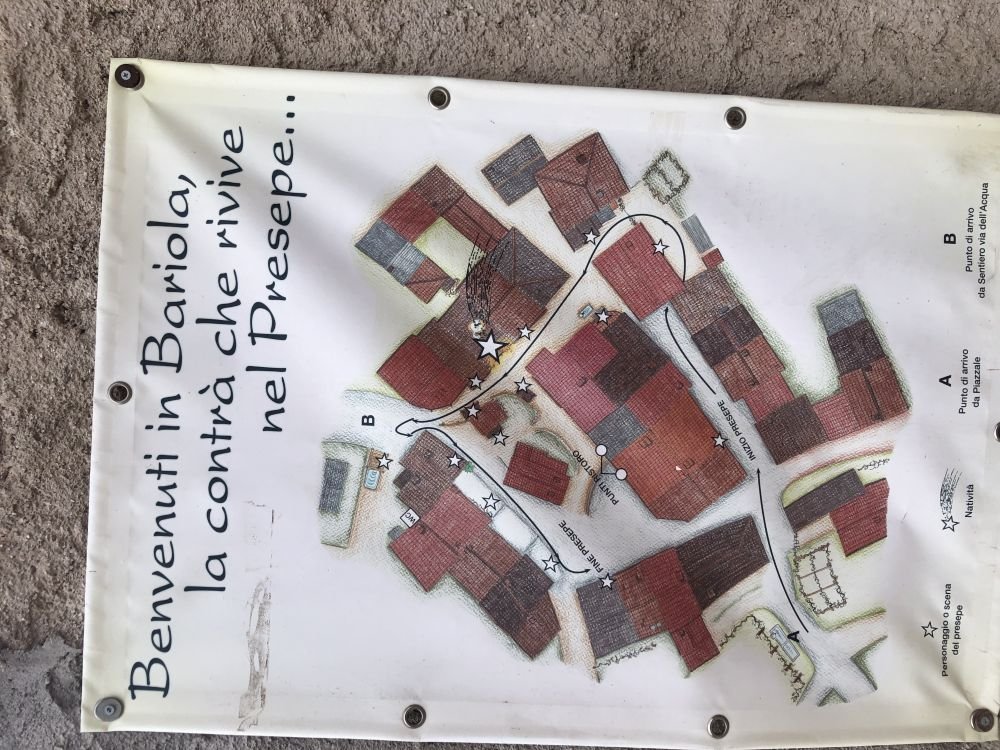 Benvenuti in Bariola,
la contrà che rivive
nel Presepe...
B
WC
FINE PRESEPE
PUNTI RISTORO
INIZIO PRESEPE
A
Personaggio o scena
del presepe
Natività
A
Punto di arrivo
da Piazzale
B
Punto di arrivo
da Sentiero via dell'Acqua